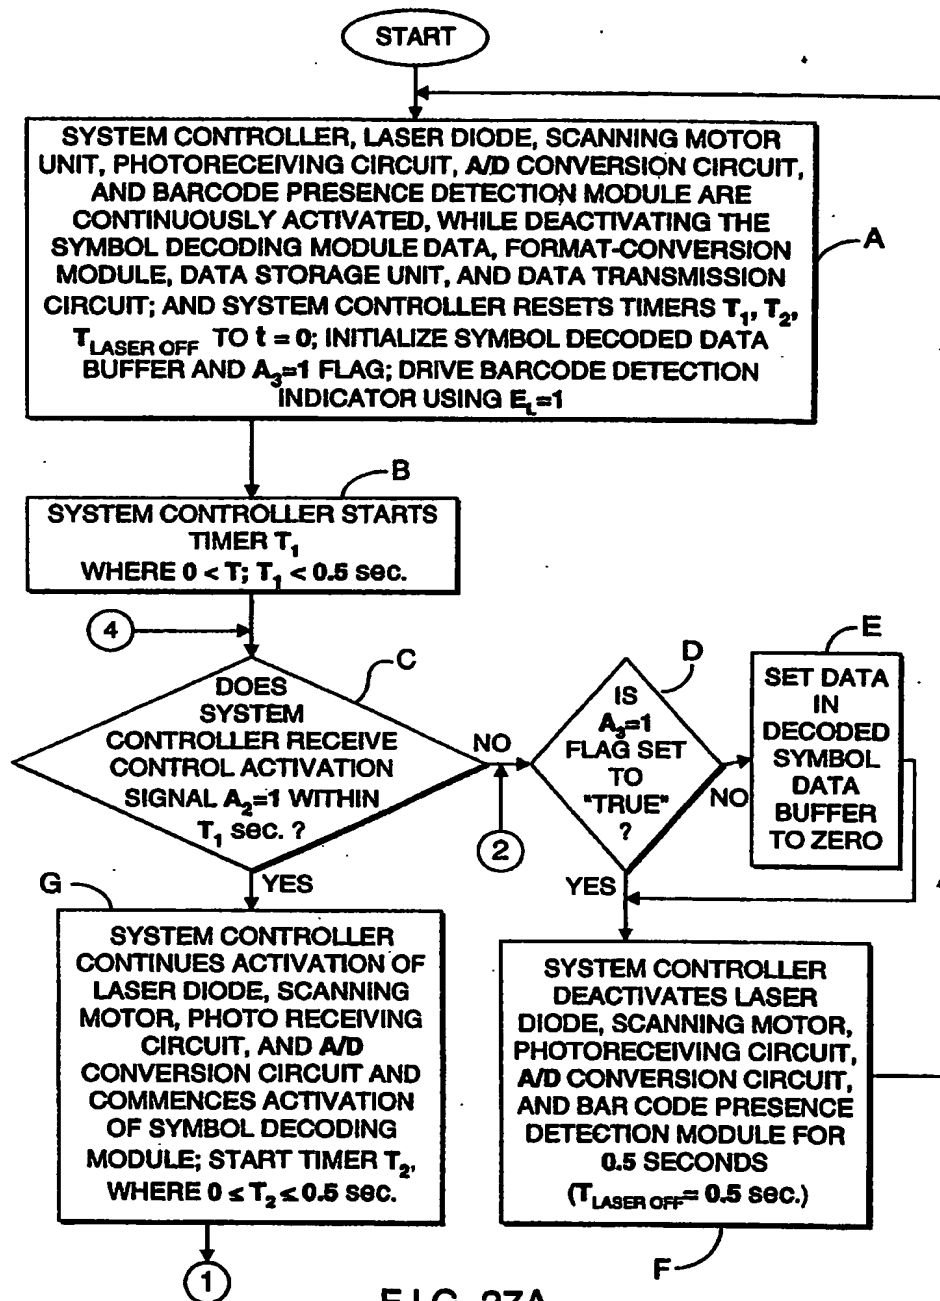 START
SYSTEM CONTROLLER, LASER DIODE, SCANNING MOTOR
UNIT, PHOTORECEIVING CIRCUIT, A/D CONVERSION CIRCUIT,
AND BARCODE PRESENCE DETECTION MODULE ARE
CONTINUOUSLY ACTIVATED, WHILE DEACTIVATING THE
SYMBOL DECODING MODULE DATA, FORMAT-CONVERSION
MODULE, DATA STORAGE UNIT, AND DATA TRANSMISSION
CIRCUIT; AND SYSTEM CONTROLLER RESETS TIMERS T1, T2,
TLASER OFF TO t = 0; INITIALIZE SYMBOL DECODED DATA
BUFFER AND A3=1 FLAG; DRIVE BARCODE DETECTION
INDICATOR USING EL=1
A
B
SYSTEM CONTROLLER STARTS
TIMER T1
WHERE 0 < T; T1 < 0.5 sec.
4
C
DOES
SYSTEM
CONTROLLER RECEIVE
CONTROL ACTIVATION
SIGNAL A2=1 WITHIN
T1 sec. ?
NO
2
YES
D
IS
A3=1
FLAG SET
TO
"TRUE"
?
NO
YES
E
SET DATA
IN
DECODED
SYMBOL
DATA
BUFFER
TO ZERO
G
SYSTEM CONTROLLER
CONTINUES ACTIVATION OF
LASER DIODE, SCANNING
MOTOR, PHOTO RECEIVING
CIRCUIT, AND A/D
CONVERSION CIRCUIT AND
COMMENCES ACTIVATION
OF SYMBOL DECODING
MODULE; START TIMER T2,
WHERE 0 ≤ T2 ≤ 0.5 sec.
1
SYSTEM CONTROLLER
DEACTIVATES LASER
DIODE, SCANNING MOTOR,
PHOTORECEIVING CIRCUIT,
A/D CONVERSION CIRCUIT,
AND BAR CODE PRESENCE
DETECTION MODULE FOR
0.5 SECONDS
(TLASER OFF= 0.5 sec.)
F
FIG. 27A